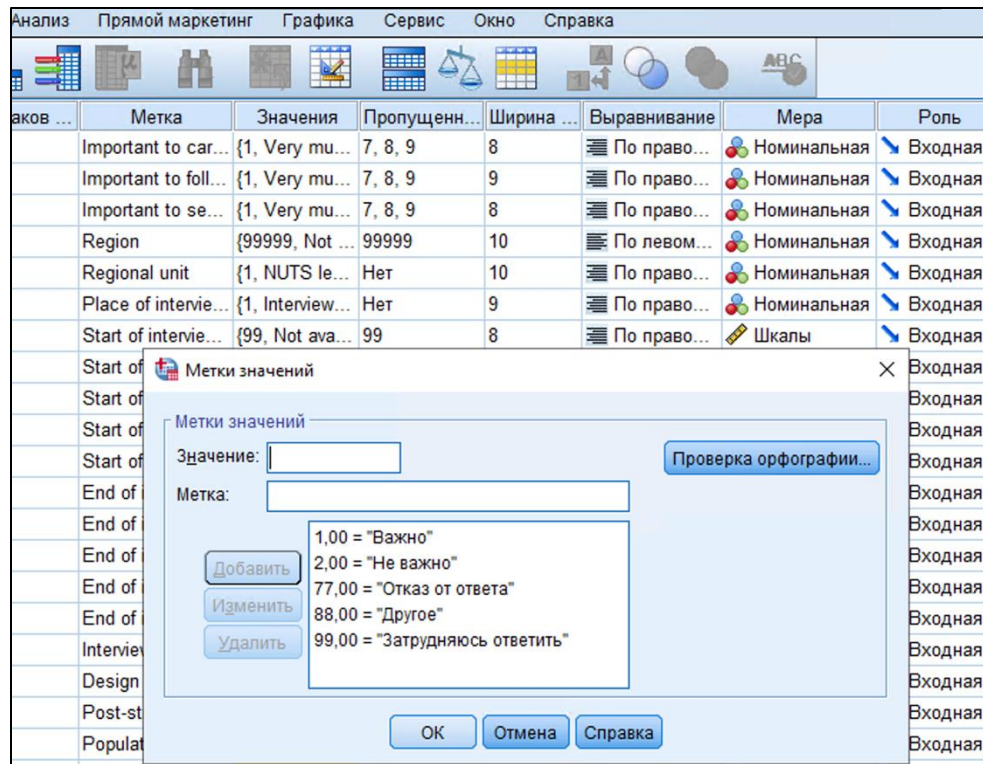 Анализ Прямой маркетинг Графика Сервис Окно Справка
аков ... Метка Значения Пропущенн... Ширина ... Выравнивание Мера Роль
Important to car... {1, Very mu... 7, 8, 9 8 По право... Номинальная Входная
Important to foll... {1, Very mu... 7, 8, 9 9 По право... Номинальная Входная
Important to se... {1, Very mu... 7, 8, 9 8 По право... Номинальная Входная
Region {99999, Not ... 99999 10 По левом... Номинальная Входная
Regional unit {1, NUTS le... Нет 10 По право... Номинальная Входная
Place of intervie... {1, Interview... Нет 9 По право... Номинальная Входная
Start of intervie... {99, Not ava... 99 8 По право... Шкалы Входная
Start of Метки значений Входная
Start of Входная
Start of Метки значений Входная
Start of Значение: Проверка орфографии... Входная
End of i Метка: Входная
End of i 1,00 = "Важно" Входная
End of i Добавить 2,00 = "Не важно" Входная
End of i Изменить 77,00 = "Отказ от ответа" Входная
End of i 88,00 = "Другое" Входная
Interview Удалить 99,00 = "Затрудняюсь ответить" Входная
Design Входная
Post-st Входная
Populat ОК Отмена Справка Входная